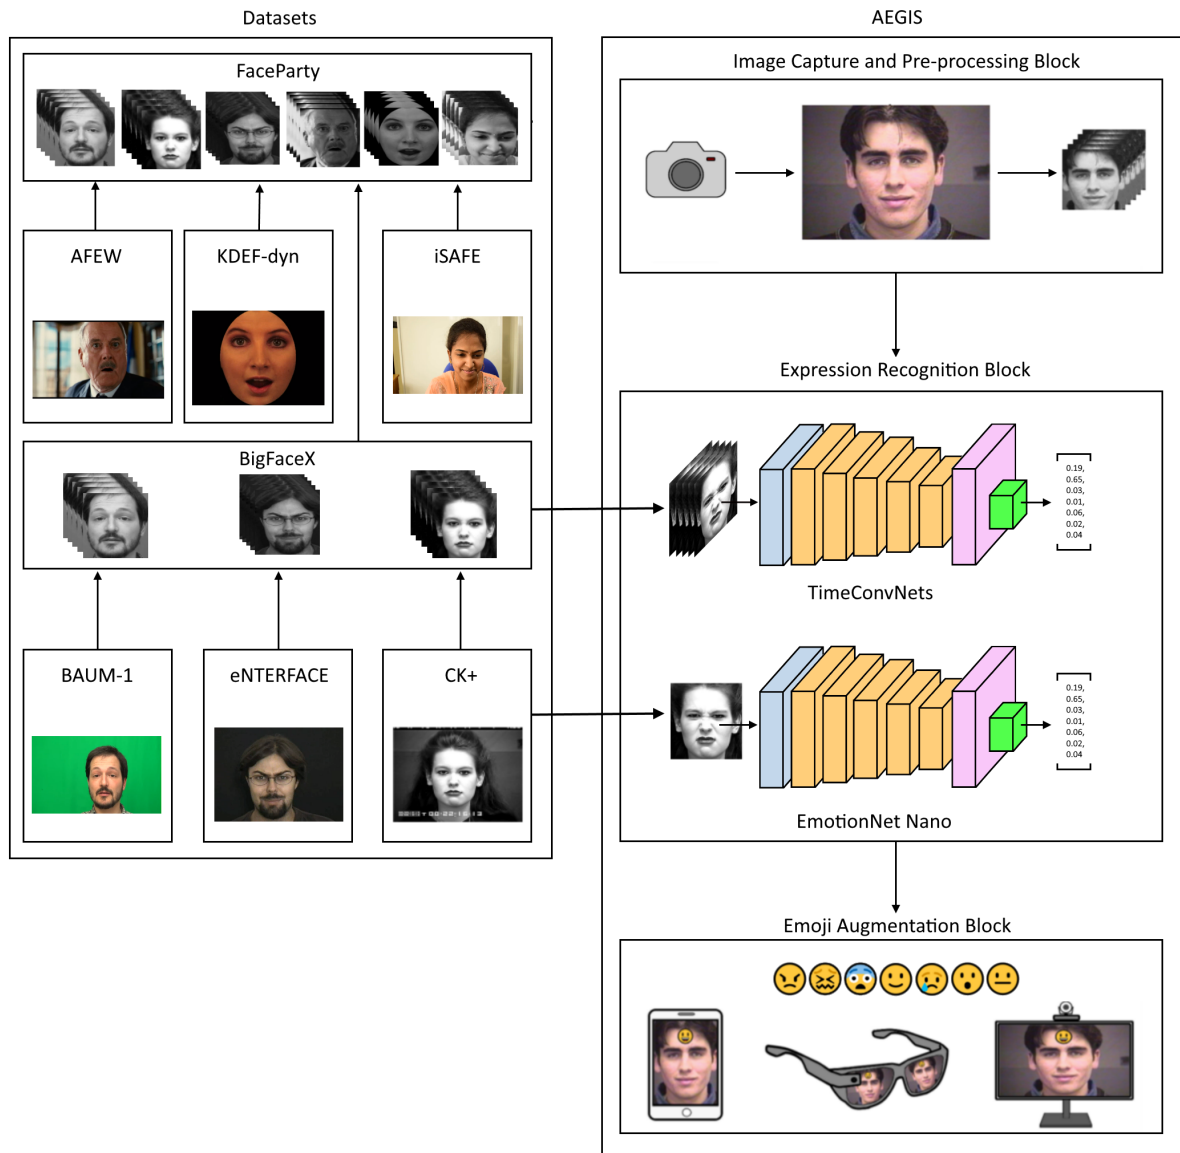 Datasets
FaceParty
AFEW
KDEF-dyn
iSAFE
BigFaceX
BAUM-1
eNTERFACE
CK+
AEGIS
Image Capture and Pre-processing Block
Expression Recognition Block
0.19,
0.65,
0.03,
0.01,
0.06,
0.02,
0.04
TimeConvNets
0.19,
0.65,
0.03,
0.01,
0.06,
0.02,
0.04
EmotionNet Nano
Emoji Augmentation Block